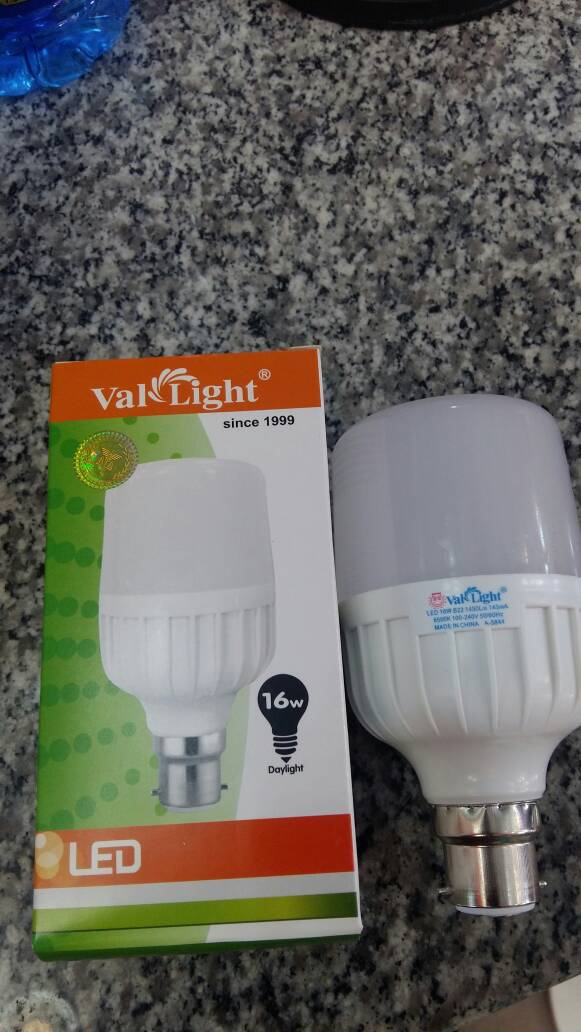 Val Light®
since 1999
16w
Daylight
LED
Val Light
LED 16W B22 1450Lm 145mA
6500K 100-240V 50/60Hz
MADE IN CHINA